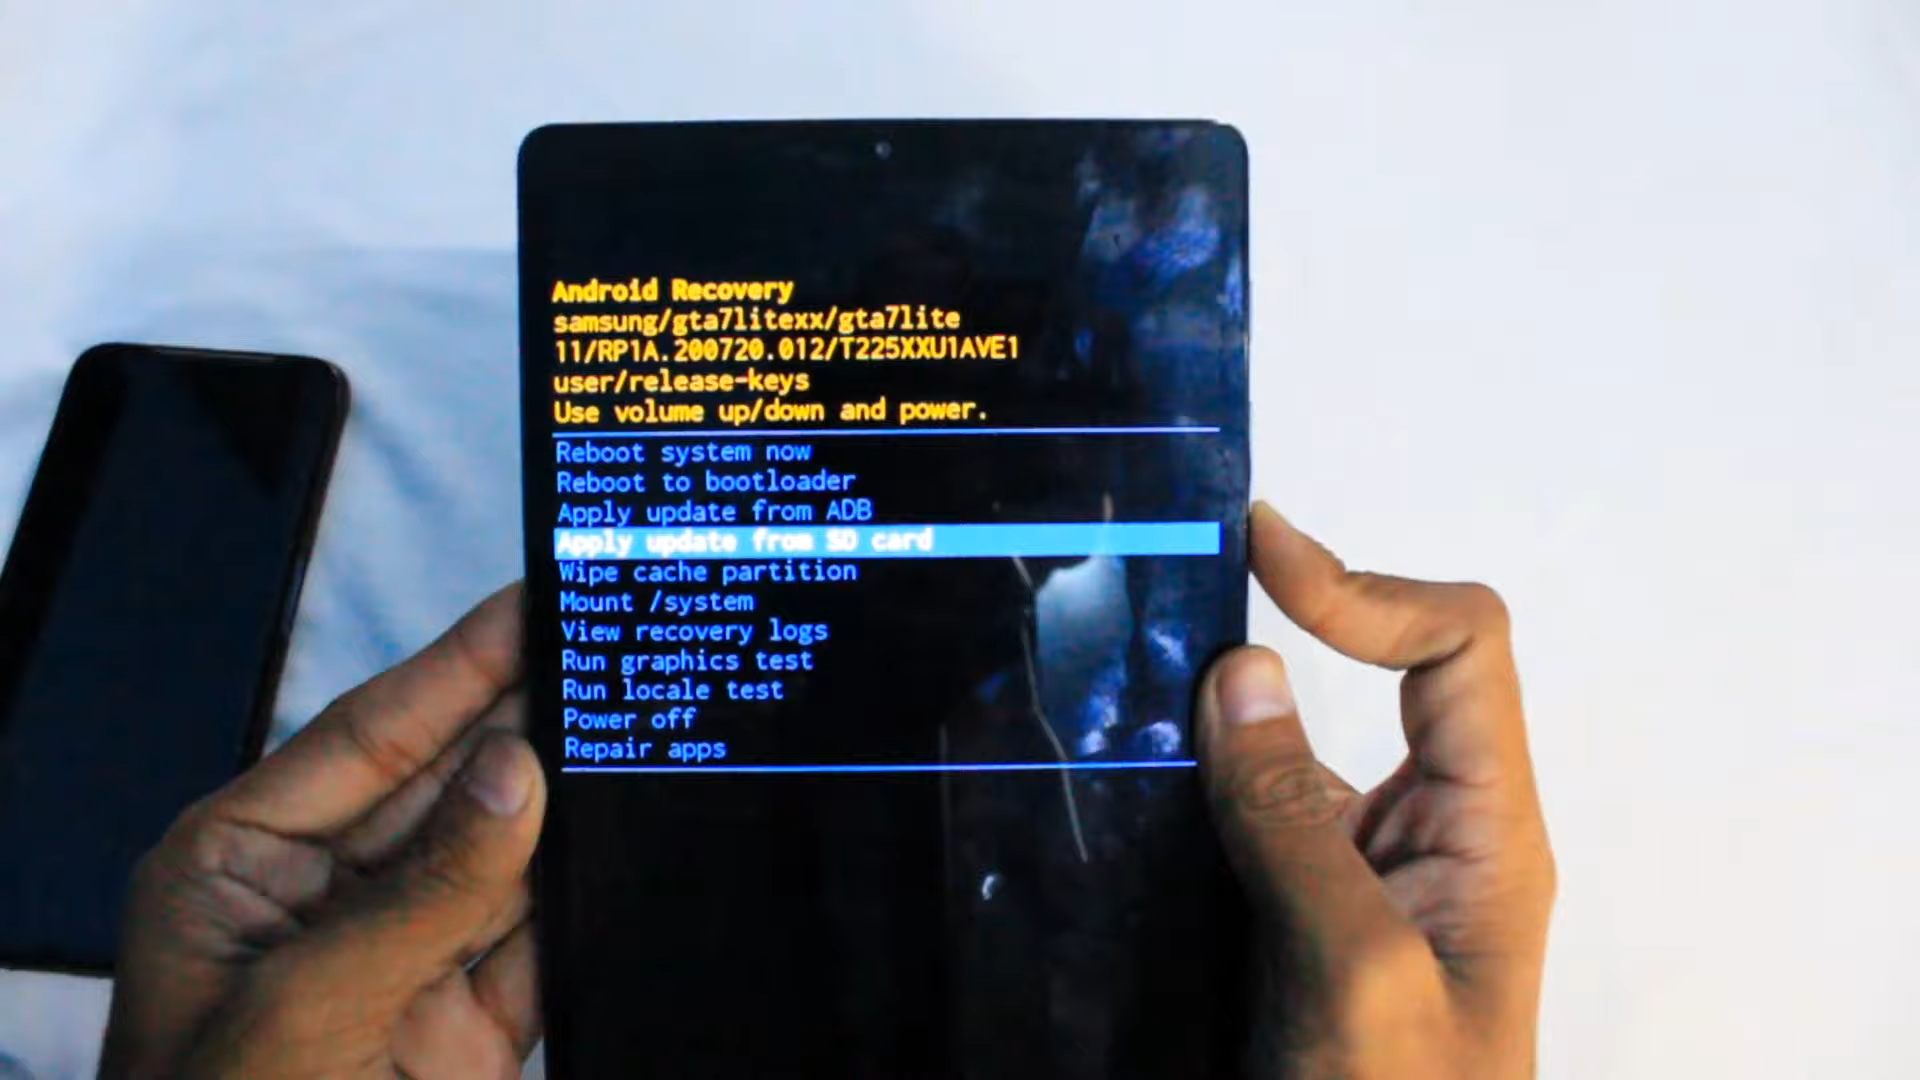 Android Recovery
samsung/gta7litexx/gta7lite
11/RP1A.200720.012/T225XXU1AVE1
user/release-keys
Use volume up/down and power.
Reboot system now
Reboot to bootloader
Apply update from ADB
Apply update from SD card
Wipe cache partition
Mount /system
View recovery logs
Run graphics test
Run locale test
Power off
Repair apps